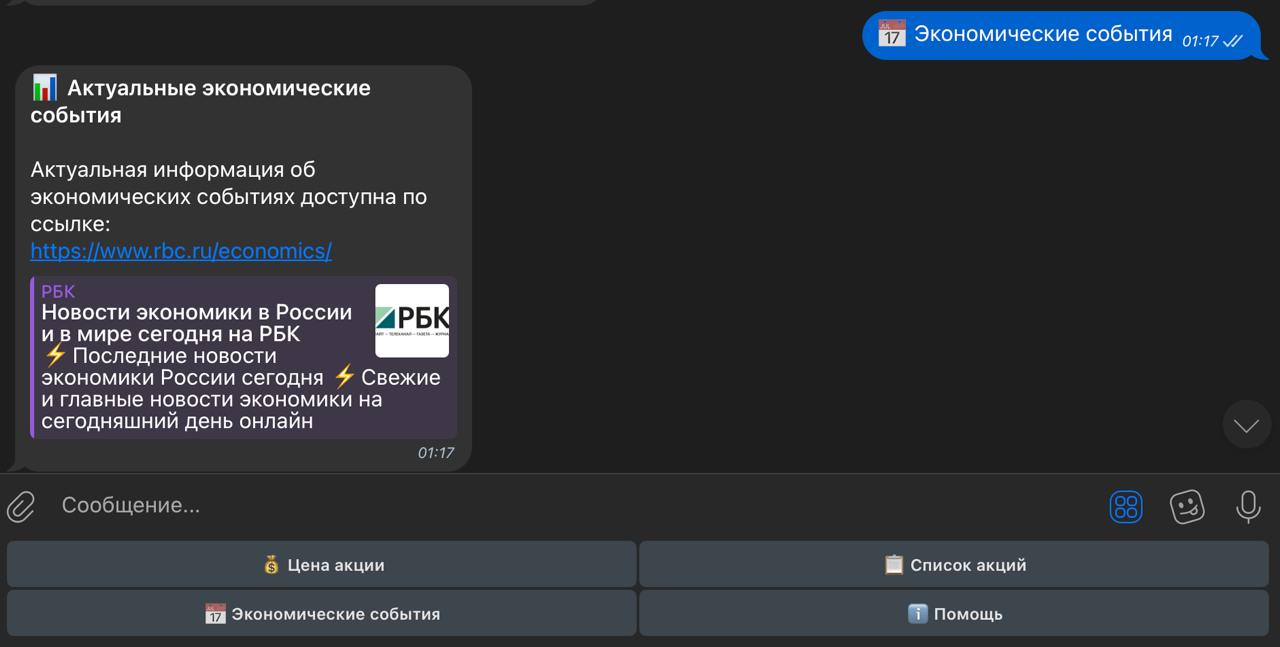 📅 Экономические события 01:17
📊 Актуальные экономические
события
Актуальная информация об
экономических событиях доступна по
ссылке:
https://www.rbc.ru/economics/
РБК
Новости экономики в России
и в мире сегодня на РБК
РБК
⚡ Последние новости
экономики России сегодня ⚡ Свежие
и главные новости экономики на
сегодняшний день онлайн
01:17
Сообщение...
💰 Цена акции
📋 Список акций
📅 Экономические события
ℹ️ Помощь